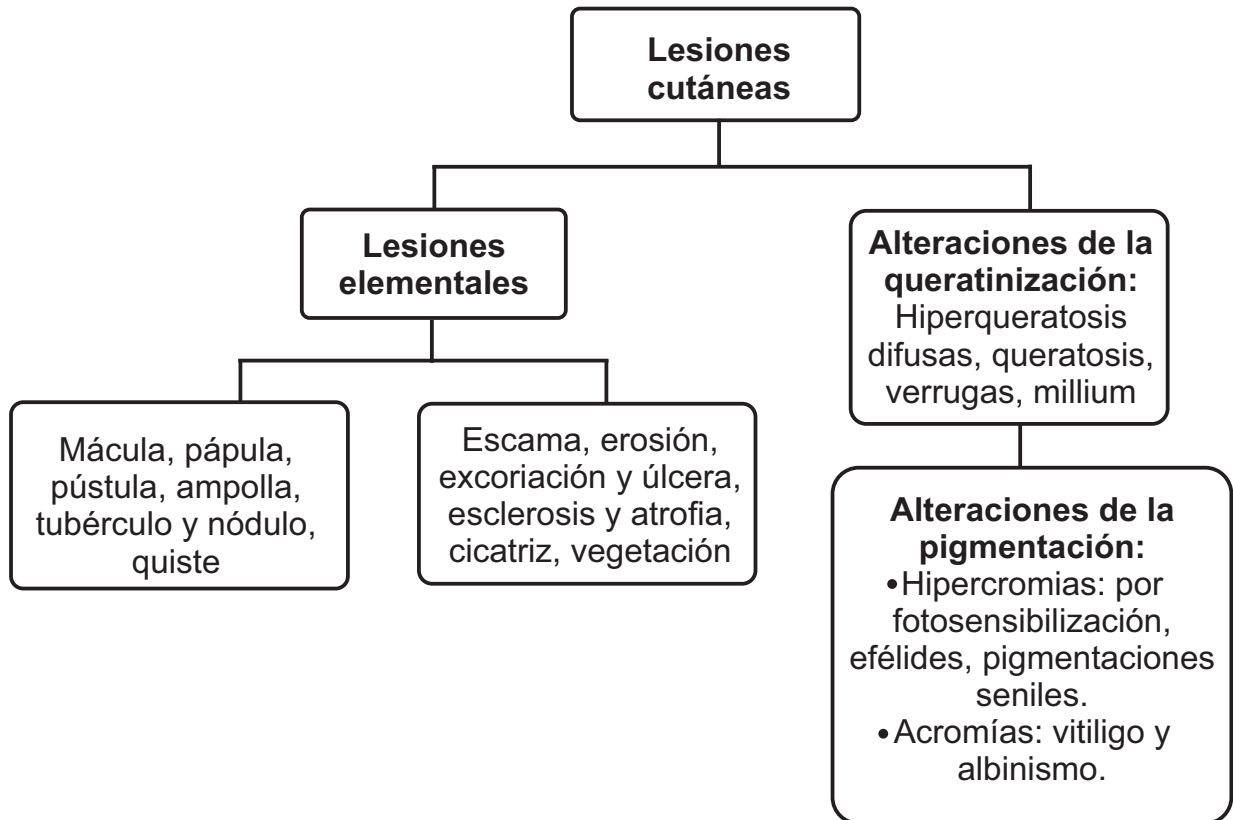 Lesiones
cutáneas
Lesiones
elementales
Alteraciones de la
queratinización:
Hiperqueratosis
difusas, queratosis,
verrugas, millium
Mácula, pápula,
pústula, ampolla,
tubérculo y nódulo,
quiste
Escama, erosión,
excoriación y úlcera,
esclerosis y atrofia,
cicatriz, vegetación
Alteraciones de la
pigmentación:
•Hipercromias: por
fotosensibilización,
efélides, pigmentaciones
seniles.
•Acromías: vitiligo y
albinismo.